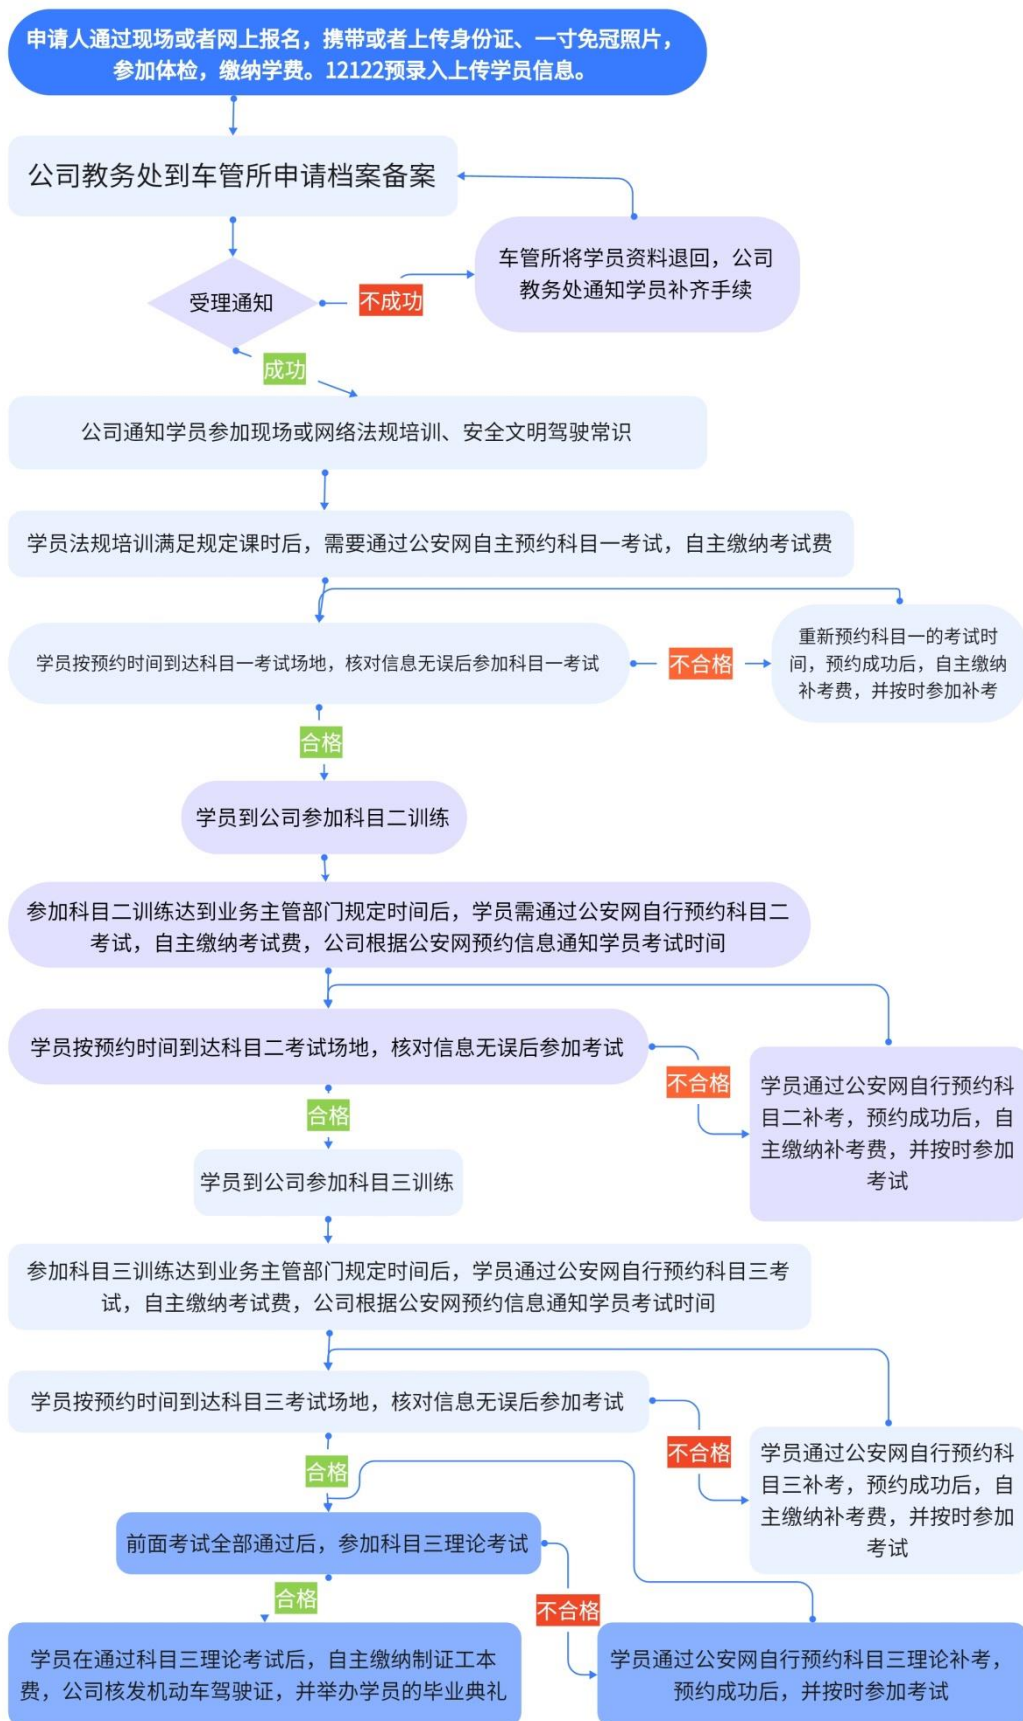 申请人通过现场或者网上报名，携带或者上传身份证、一寸免冠照片，
参加体检，缴纳学费。12122预录入上传学员信息。
公司教务处到车管所申请档案备案
车管所将学员资料退回，公司
教务处通知学员补齐手续
受理通知
不成功
成功
公司通知学员参加现场或网络法规培训、安全文明驾驶常识
学员法规培训满足规定课时后，需要通过公安网自主预约科目一考试，自主缴纳考试费
学员按预约时间到达科目一考试场地，核对信息无误后参加科目一考试
不合格
重新预约科目一的考试时
间，预约成功后，自主缴纳
补考费，并按时参加补考
合格
学员到公司参加科目二训练
参加科目二训练达到业务主管部门规定时间后，学员需通过公安网自行预约科目二
考试，自主缴纳考试费，公司根据公安网预约信息通知学员考试时间
学员按预约时间到达科目二考试场地，核对信息无误后参加考试
不合格
学员通过公安网自行预约科
目二补考，预约成功后，自
主缴纳补考费，并按时参加
考试
合格
学员到公司参加科目三训练
参加科目三训练达到业务主管部门规定时间后，学员通过公安网自行预约科目三考
试，自主缴纳考试费，公司根据公安网预约信息通知学员考试时间
学员按预约时间到达科目三考试场地，核对信息无误后参加考试
不合格
学员通过公安网自行预约科
目三补考，预约成功后，自
主缴纳补考费，并按时参加
考试
合格
前面考试全部通过后，参加科目三理论考试
合格
不合格
学员在通过科目三理论考试后，自主缴纳制证工本
费，公司核发机动车驾驶证，并举办学员的毕业典礼
学员通过公安网自行预约科目三理论补考，
预约成功后，并按时参加考试